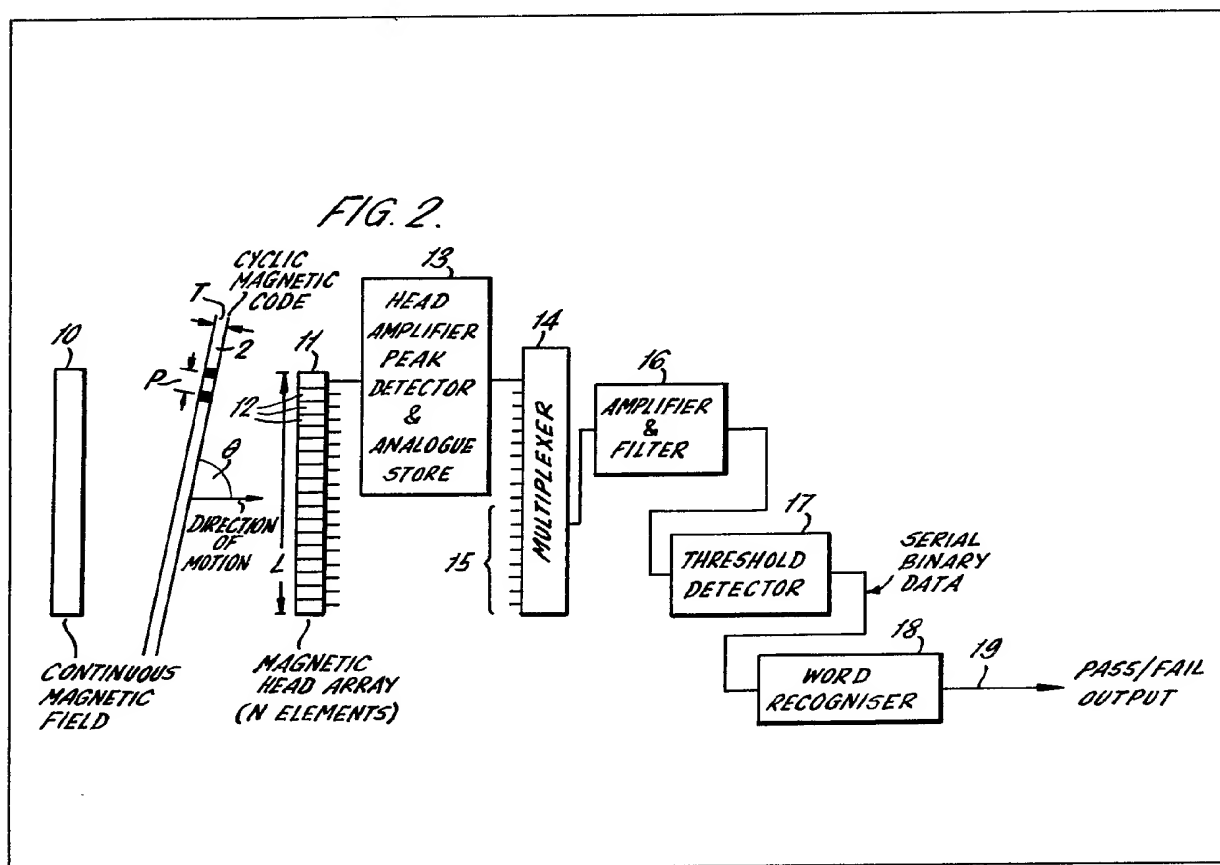 FIG. 2.
CYCLIC
MAGNETIC
CODE
T
2
P
θ
DIRECTION
OF
MOTION
10
CONTINUOUS
MAGNETIC
FIELD
11
12
L
MAGNETIC
HEAD ARRAY
(N ELEMENTS)
13
HEAD
AMPLIFIER
PEAK
DETECTOR
&
ANALOGUE
STORE
14
MULTIPLEXER
15
16
AMPLIFIER
&
FILTER
17
THRESHOLD
DETECTOR
SERIAL
BINARY
DATA
18
WORD
RECOGNISER
19
PASS/FAIL
OUTPUT